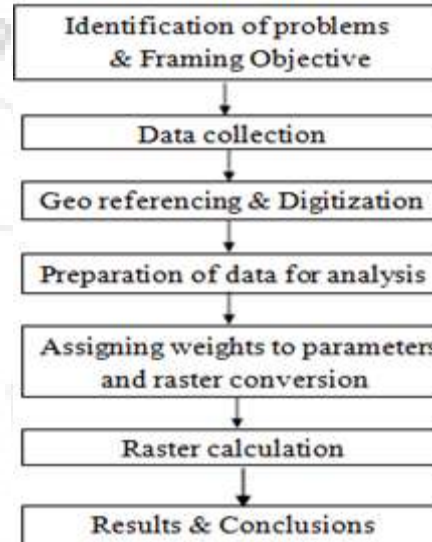 Identification of problems
& Framing Objective
Data collection
Geo referencing & Digitization
Preparation of data for analysis
Assigning weights to parameters
and raster conversion
Raster calculation
Results & Conclusions